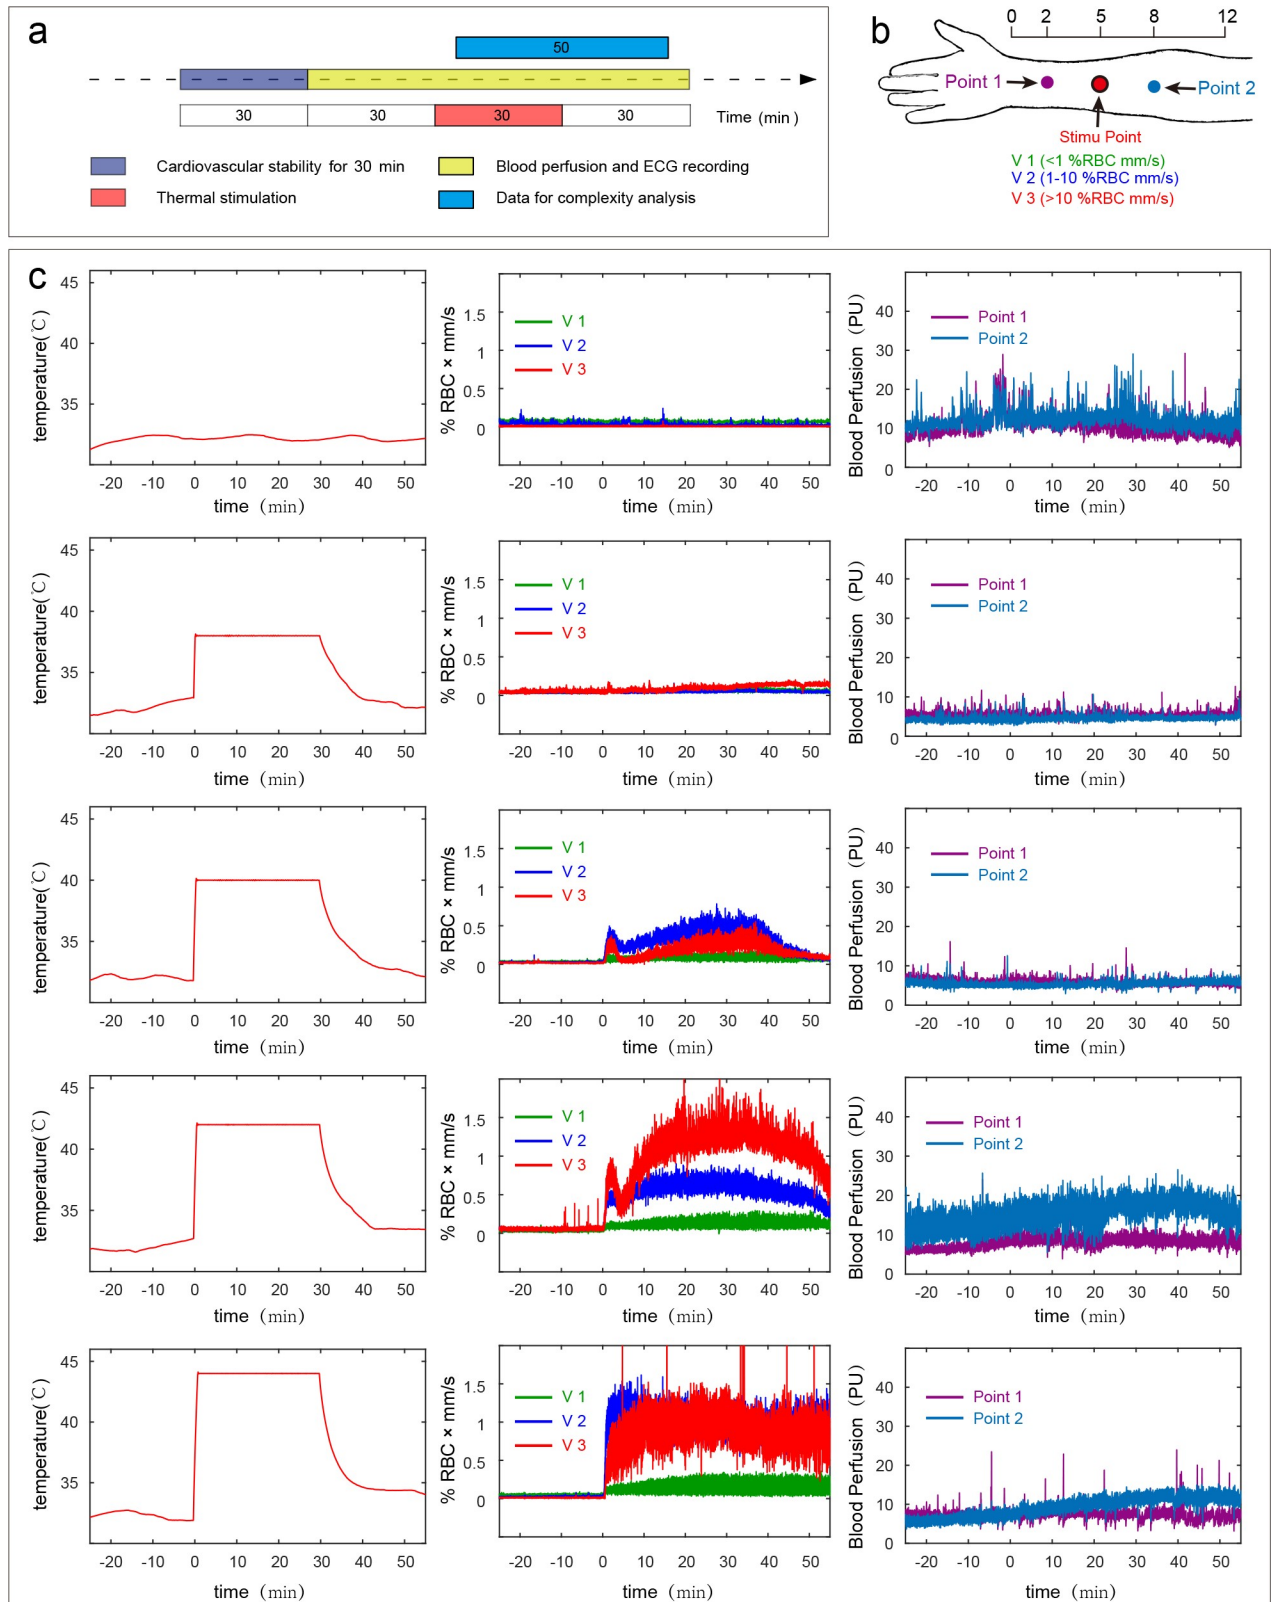 a
50
30 30 30 30 Time (min)
Cardiovascular stability for 30 min
Blood perfusion and ECG recording
Thermal stimulation
Data for complexity analysis
b
0 2 5 8 12
Point 1
Point 2
Stimu Point
V 1 (<1 %RBC mm/s)
V 2 (1-10 %RBC mm/s)
V 3 (>10 %RBC mm/s)
c
temperature(℃)
45
40
35
-20 -10 0 10 20 30 40 50
time (min)
% RBC × mm/s
1.5
1
0.5
0
V 1
V 2
V 3
-20 -10 0 10 20 30 40 50
time (min)
Blood Perfusion (PU)
40
30
20
10
0
Point 1
Point 2
-20 -10 0 10 20 30 40 50
time (min)
temperature(℃)
45
40
35
-20 -10 0 10 20 30 40 50
time (min)
% RBC × mm/s
1.5
1
0.5
0
V 1
V 2
V 3
-20 -10 0 10 20 30 40 50
time (min)
Blood Perfusion (PU)
40
30
20
10
0
Point 1
Point 2
-20 -10 0 10 20 30 40 50
time (min)
temperature(℃)
45
40
35
-20 -10 0 10 20 30 40 50
time (min)
% RBC × mm/s
1.5
1
0.5
0
V 1
V 2
V 3
-20 -10 0 10 20 30 40 50
time (min)
Blood Perfusion (PU)
40
30
20
10
0
Point 1
Point 2
-20 -10 0 10 20 30 40 50
time (min)
temperature(℃)
45
40
35
-20 -10 0 10 20 30 40 50
time (min)
% RBC × mm/s
1.5
1
0.5
0
V 1
V 2
V 3
-20 -10 0 10 20 30 40 50
time (min)
Blood Perfusion (PU)
40
30
20
10
0
Point 1
Point 2
-20 -10 0 10 20 30 40 50
time (min)
temperature(℃)
45
40
35
-20 -10 0 10 20 30 40 50
time (min)
% RBC × mm/s
1.5
1
0.5
0
V 1
V 2
V 3
-20 -10 0 10 20 30 40 50
time (min)
Blood Perfusion (PU)
40
30
20
10
0
Point 1
Point 2
-20 -10 0 10 20 30 40 50
time (min)